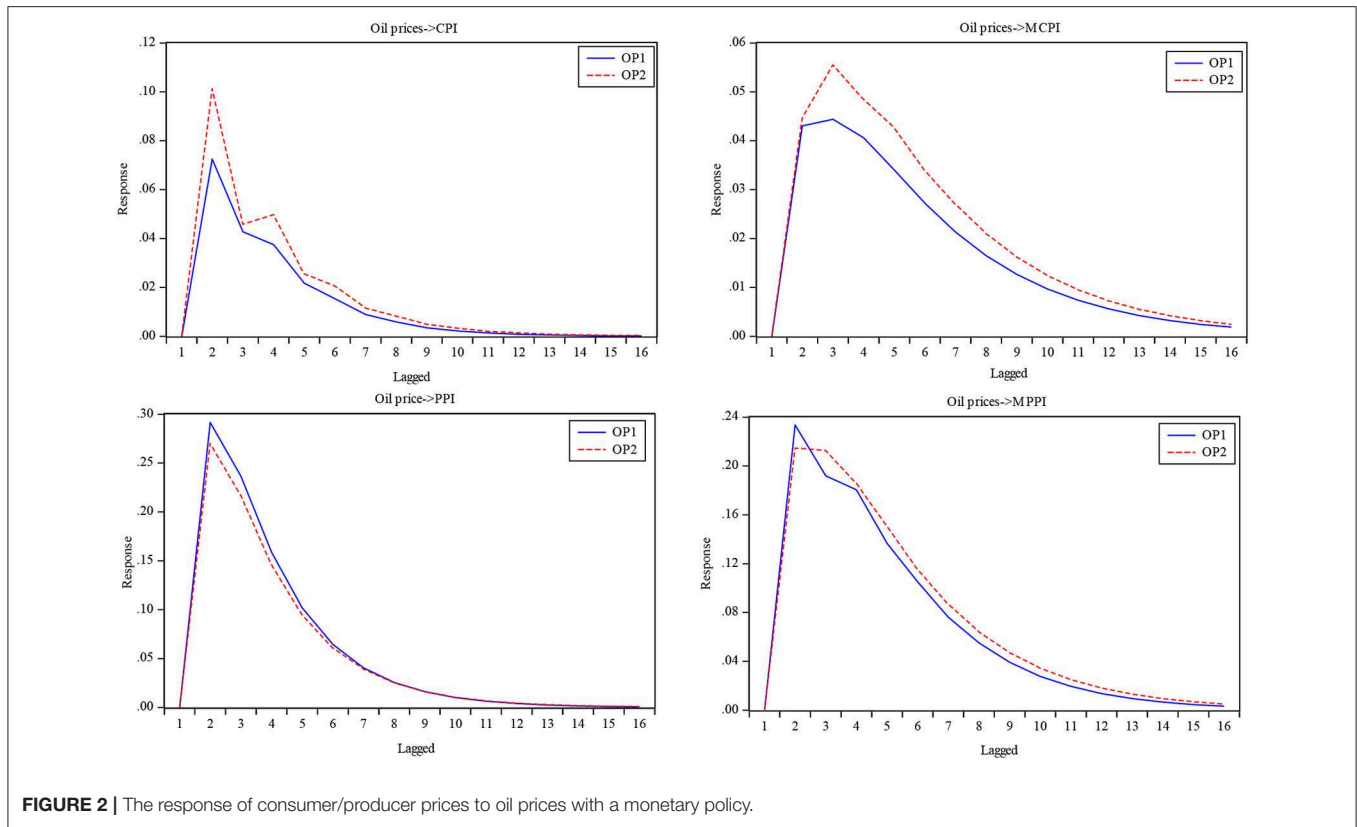 Oil prices->CPI
.12
.10
.08
.06
.04
.02
.00
Response
OP1
OP2
1 2 3 4 5 6 7 8 9 10 11 12 13 14 15 16
Lagged
Oil prices->MCPI
.06
.05
.04
.03
.02
.01
.00
Response
OP1
OP2
1 2 3 4 5 6 7 8 9 10 11 12 13 14 15 16
Lagged
Oil price->PPI
.30
.25
.20
.15
.10
.05
.00
Response
OP1
OP2
1 2 3 4 5 6 7 8 9 10 11 12 13 14 15 16
Lagged
Oil prices->MPPI
.24
.20
.16
.12
.08
.04
.00
Response
OP1
OP2
1 2 3 4 5 6 7 8 9 10 11 12 13 14 15 16
Lagged
FIGURE 2 | The response of consumer/producer prices to oil prices with a monetary policy.